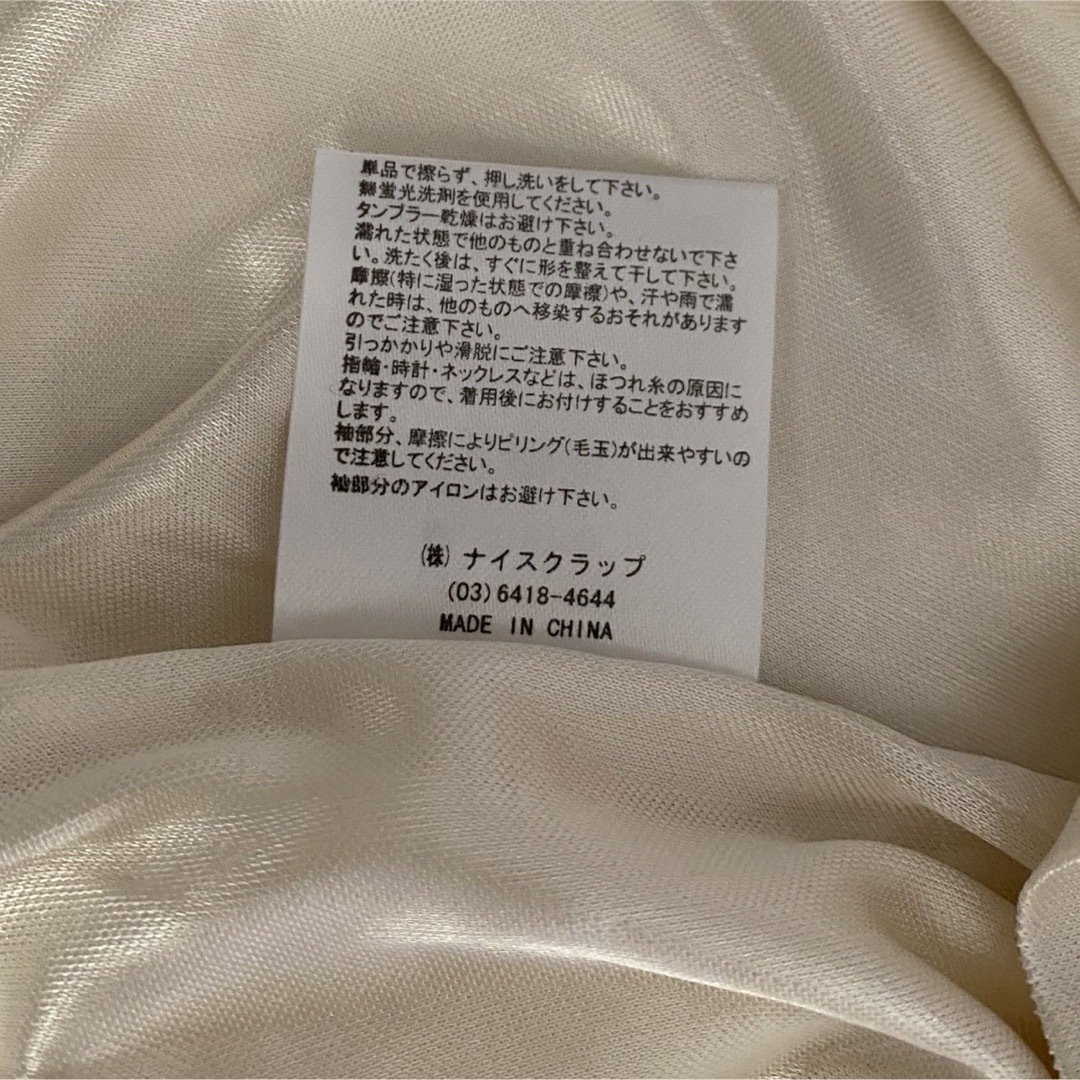 単品で擦らず、押し洗いをして下さい。
無蛍光洗剤を使用してください。
タンブラー乾燥はお避け下さい。
濡れた状態で他のものと重ね合わせないで下さ
い。洗たく後は、すぐに形を整えて干して下さい。
摩擦(特に湿った状態での摩擦)や、汗や雨で濡
れた時は、他のものへ移染するおそれがあります
のでご注意下さい。
引っかかりや滑脱にご注意下さい。
指輪・時計・ネックレスなどは、ほつれ糸の原因に
なりますので、着用後にお付けすることをおすすめ
します。
袖部分、摩擦によりピリング(毛玉)が出来やすいの
で注意してください。
袖部分のアイロンはお避け下さい。
(株)ナイスクラップ
(03)6418-4644
MADE IN CHINA